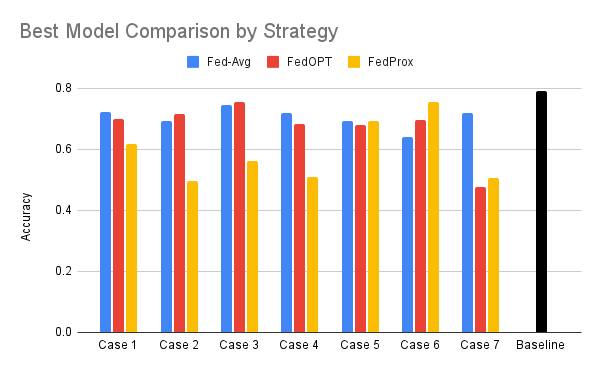 Best Model Comparison by Strategy
Fed-Avg FedOPT FedProx
0.8
0.6
0.4
0.2
0.0
Accuracy
Case 1 Case 2 Case 3 Case 4 Case 5 Case 6 Case 7 Baseline